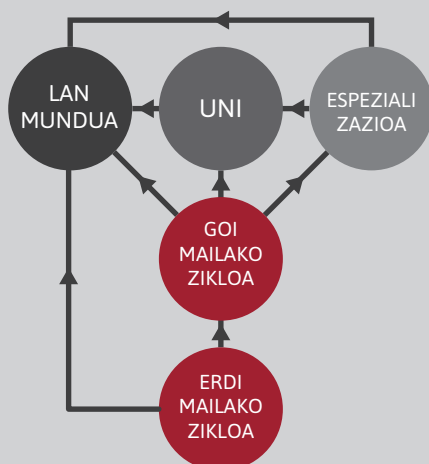 LAN
MUNDUA
UNI
ESPEZIALI
ZAZIOA
GOI
MAILAKO
ZIKLOA
ERDI
MAILAKO
ZIKLOA